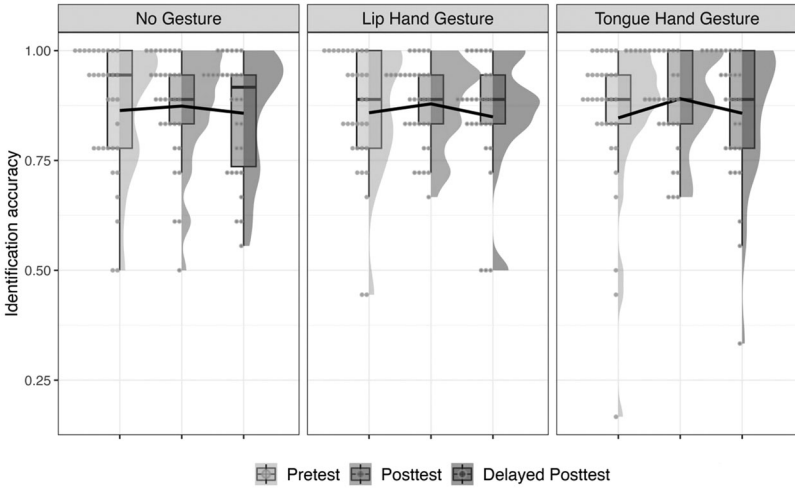 No Gesture
Lip Hand Gesture
Tongue Hand Gesture
Identification accuracy
1.00
0.75
0.50
0.25
Pretest
Posttest
Delayed Posttest